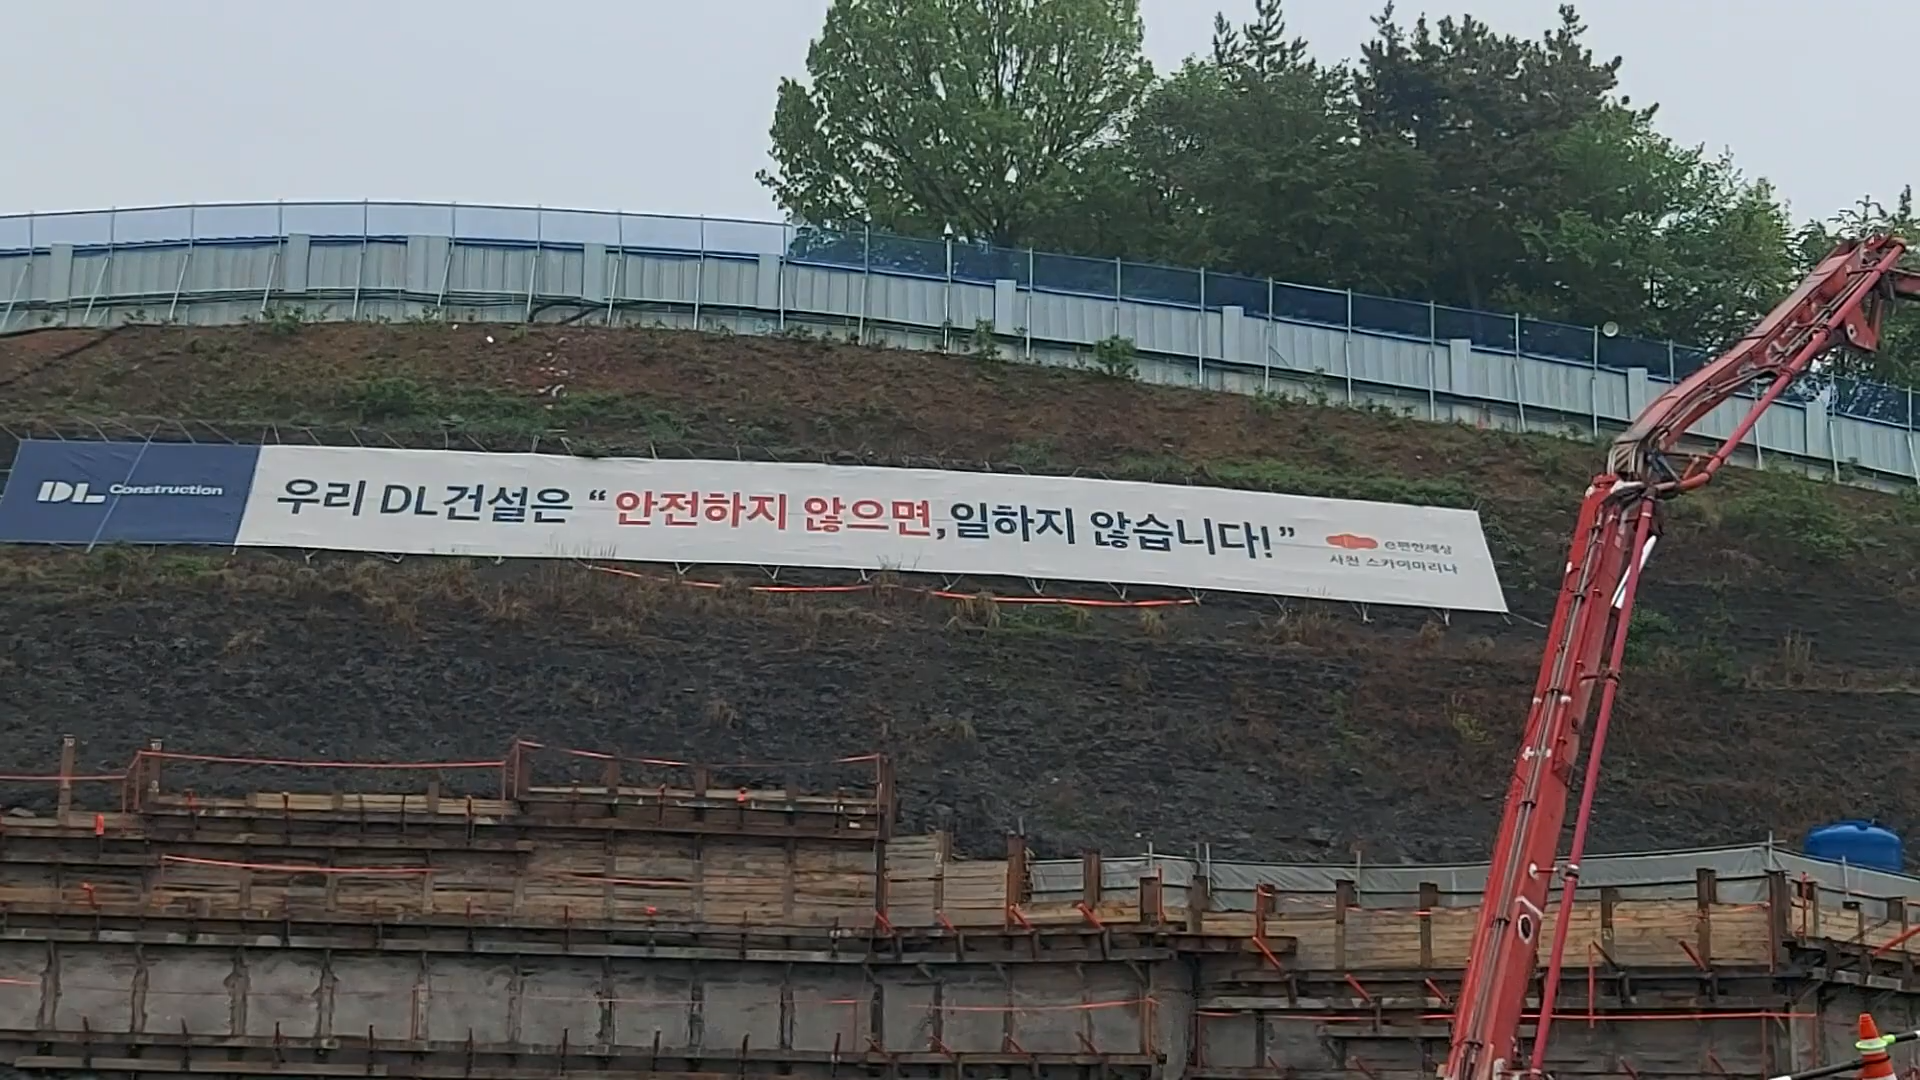 DL Construction
우리 DL건설은 “안전하지 않으면, 일하지 않습니다!”
e편한세상
사천 스카이마리나